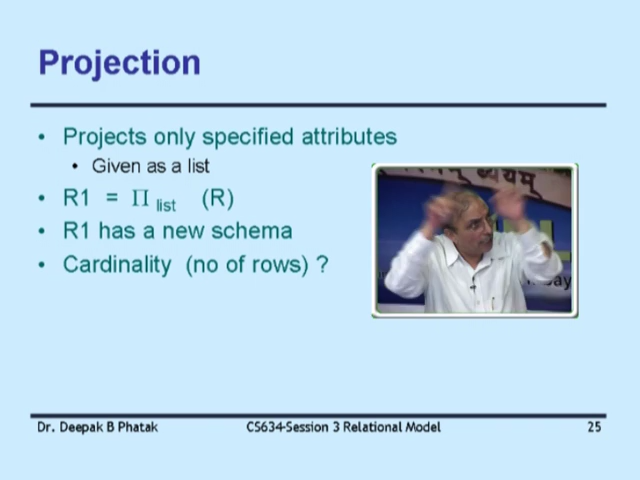 Projection
• Projects only specified attributes
• Given as a list
• R1 = Π list (R)
• R1 has a new schema
• Cardinality (no of rows) ?
Dr. Deepak B Phatak CS634-Session 3 Relational Model 25